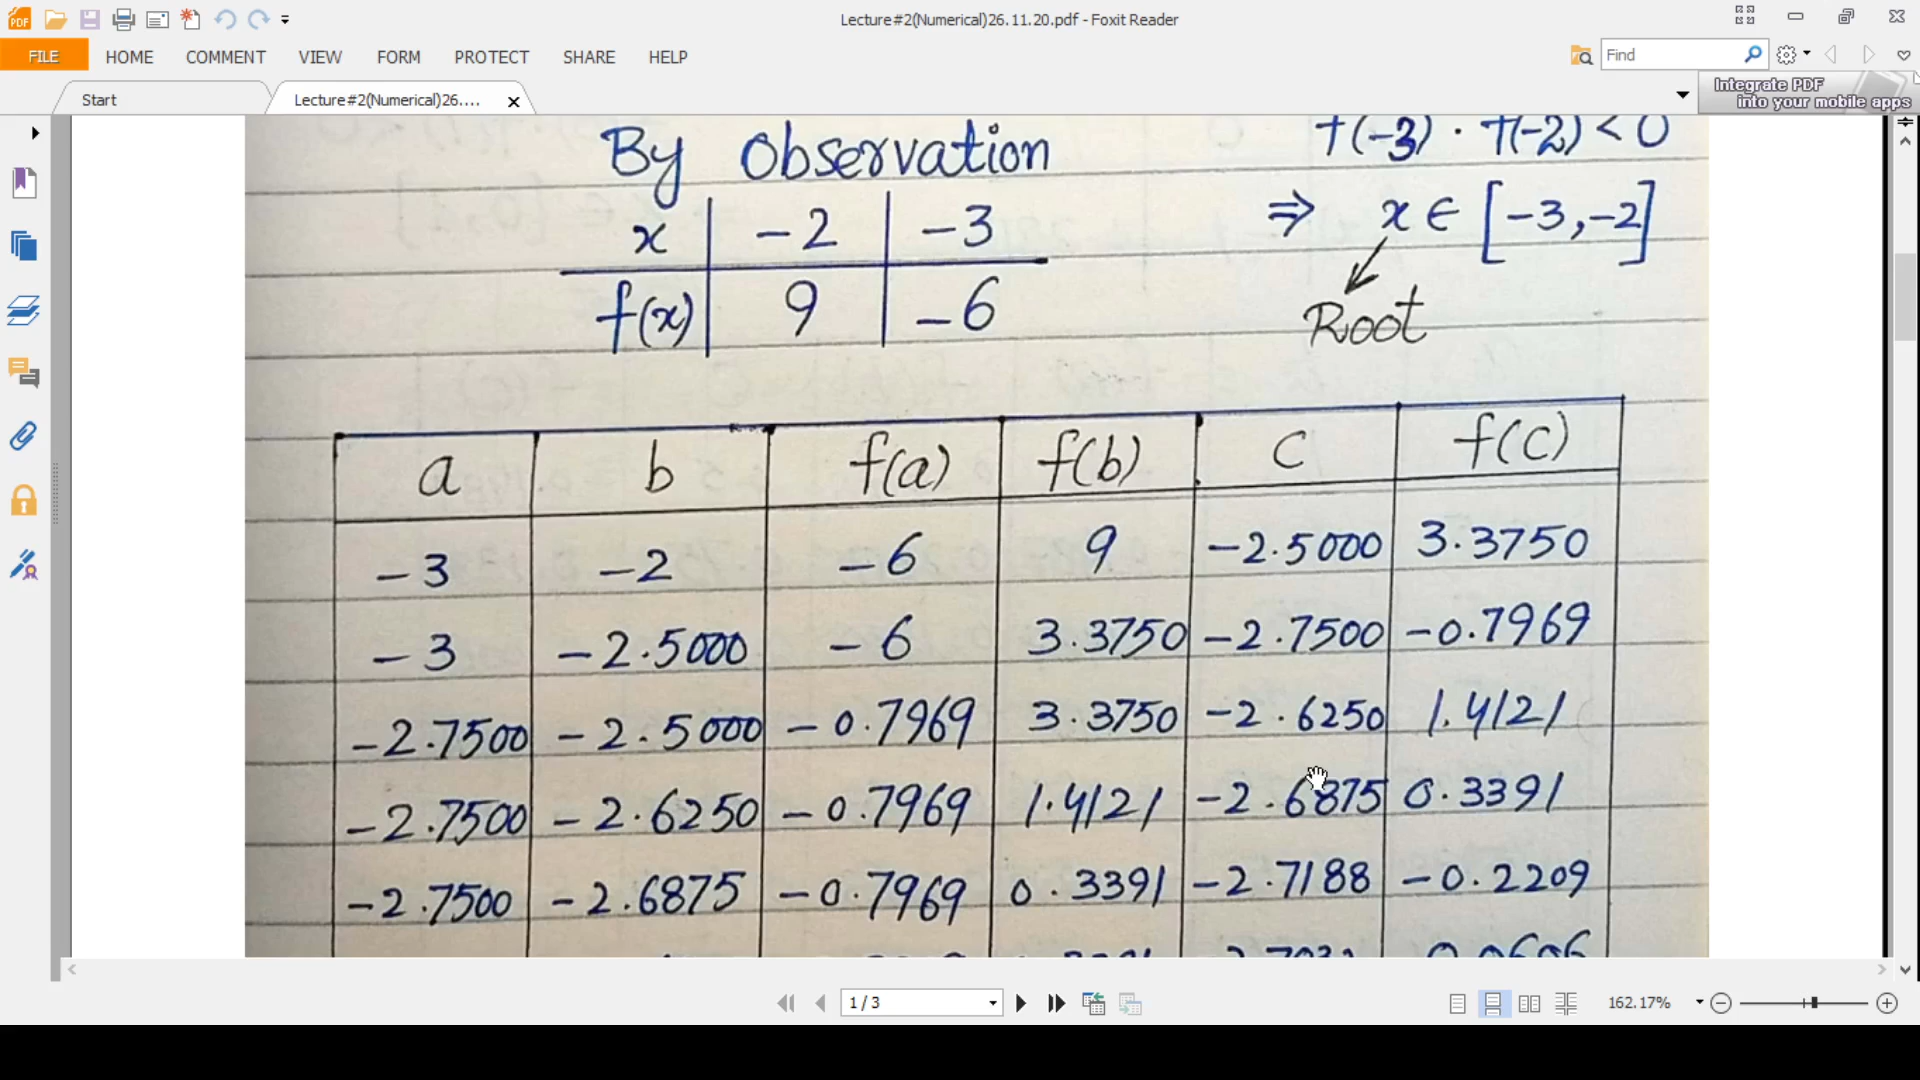 Lecture#2(Numerical)26.11.20.pdf - Foxit Reader
FILE HOME COMMENT VIEW FORM PROTECT SHARE HELP
Find
Start
Lecture#2(Numerical)26....
Integrate PDF
into your mobile apps
By Observation
f(-3) · f(-2) < 0
x | -2 | -3
⇒ x ∈ [-3, -2]
f(x) | 9 | -6
Root
a b f(a) f(b) c f(c)
-3 -2 -6 9 -2.5000 3.3750
-3 -2.5000 -6 3.3750 -2.7500 -0.7969
-2.7500 -2.5000 -0.7969 3.3750 -2.6250 1.4121
-2.7500 -2.6250 -0.7969 1.4121 -2.6875 0.3391
-2.7500 -2.6875 -0.7969 0.3391 -2.7188 -0.2209
1 / 3
162.17%